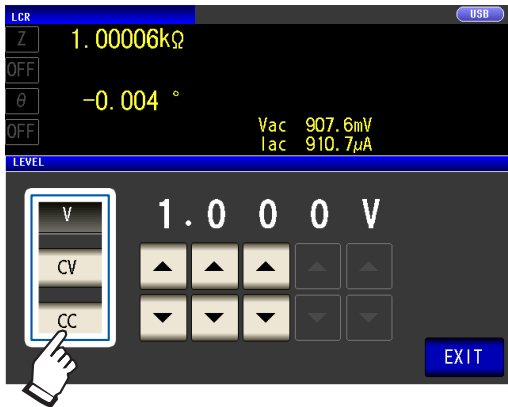 LCR USB
Z 1.00006kΩ
OFF
θ -0.004 °
OFF
Vac 907.6mV
Iac 910.7μA
LEVEL
V 1.000 V
CV
CC
EXIT